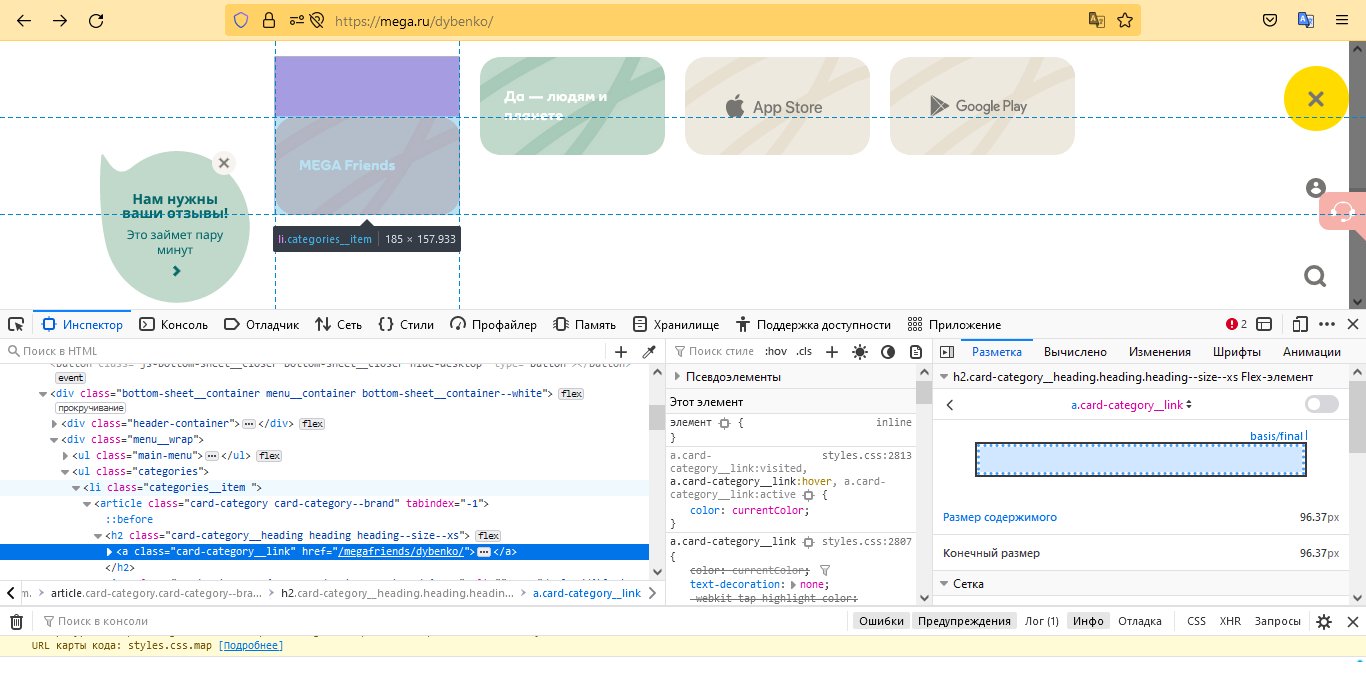 https://mega.ru/dybenko/
Да — людям и
планете
App Store
Google Play
MEGA Friends
Нам нужны
ваши отзывы!
Это займет пару
минут
li.categories__item 185 × 157.933
Инспектор Консоль Отладчик Сеть Стили Профайлер Память Хранилище Поддержка доступности Приложение 2
Поиск в HTML
event
<div class="bottom-sheet__container menu__container bottom-sheet__container--white"> flex
прокручивание
<div class="header-container"> </div> flex
<div class="menu__wrap">
<ul class="main-menu"> </ul> flex
<ul class="categories">
<li class="categories__item ">
<article class="card-category card-category--brand" tabindex="-1">
::before
<h2 class="card-category__heading heading heading--size--xs"> flex
<a class="card-category__link" href="/megafriends/dybenko/"> </a>
</h2>
m. article.card-category.card-category--bra... h2.card-category__heading.heading.headin... a.card-category__link
Поиск стиле :hov .cls
Псевдоэлементы
Этот элемент
элемент { inline
}
a.card- styles.css:2813
category__link:visited,
a.card-category__link:hover, a.card-
category__link:active {
color: currentColor;
}
a.card-category__link styles.css:2807
{
color: currentColor;
text-decoration: none;
-webkit-tap-highlight-color:
Разметка Вычислено Изменения Шрифты Анимации
h2.card-category__heading.heading.heading--size--xs Flex-элемент
a.card-category__link
basis/final
Размер содержимого 96.37px
Конечный размер 96.37px
Сетка
Поиск в консоли Ошибки Предупреждения Лог (1) Инфо Отладка CSS XHR Запросы
URL карты кода: styles.css.map [Подробнее]